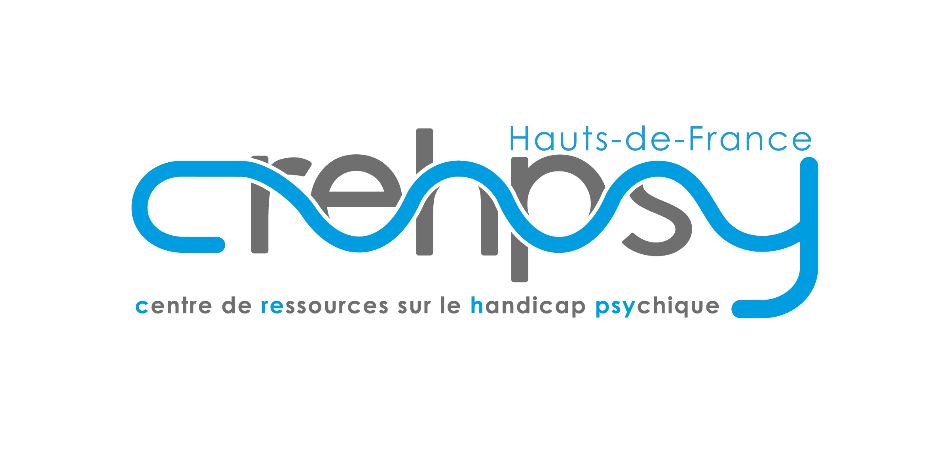 Hauts-de-France
crehpsy
centre de ressources sur le handicap psychique